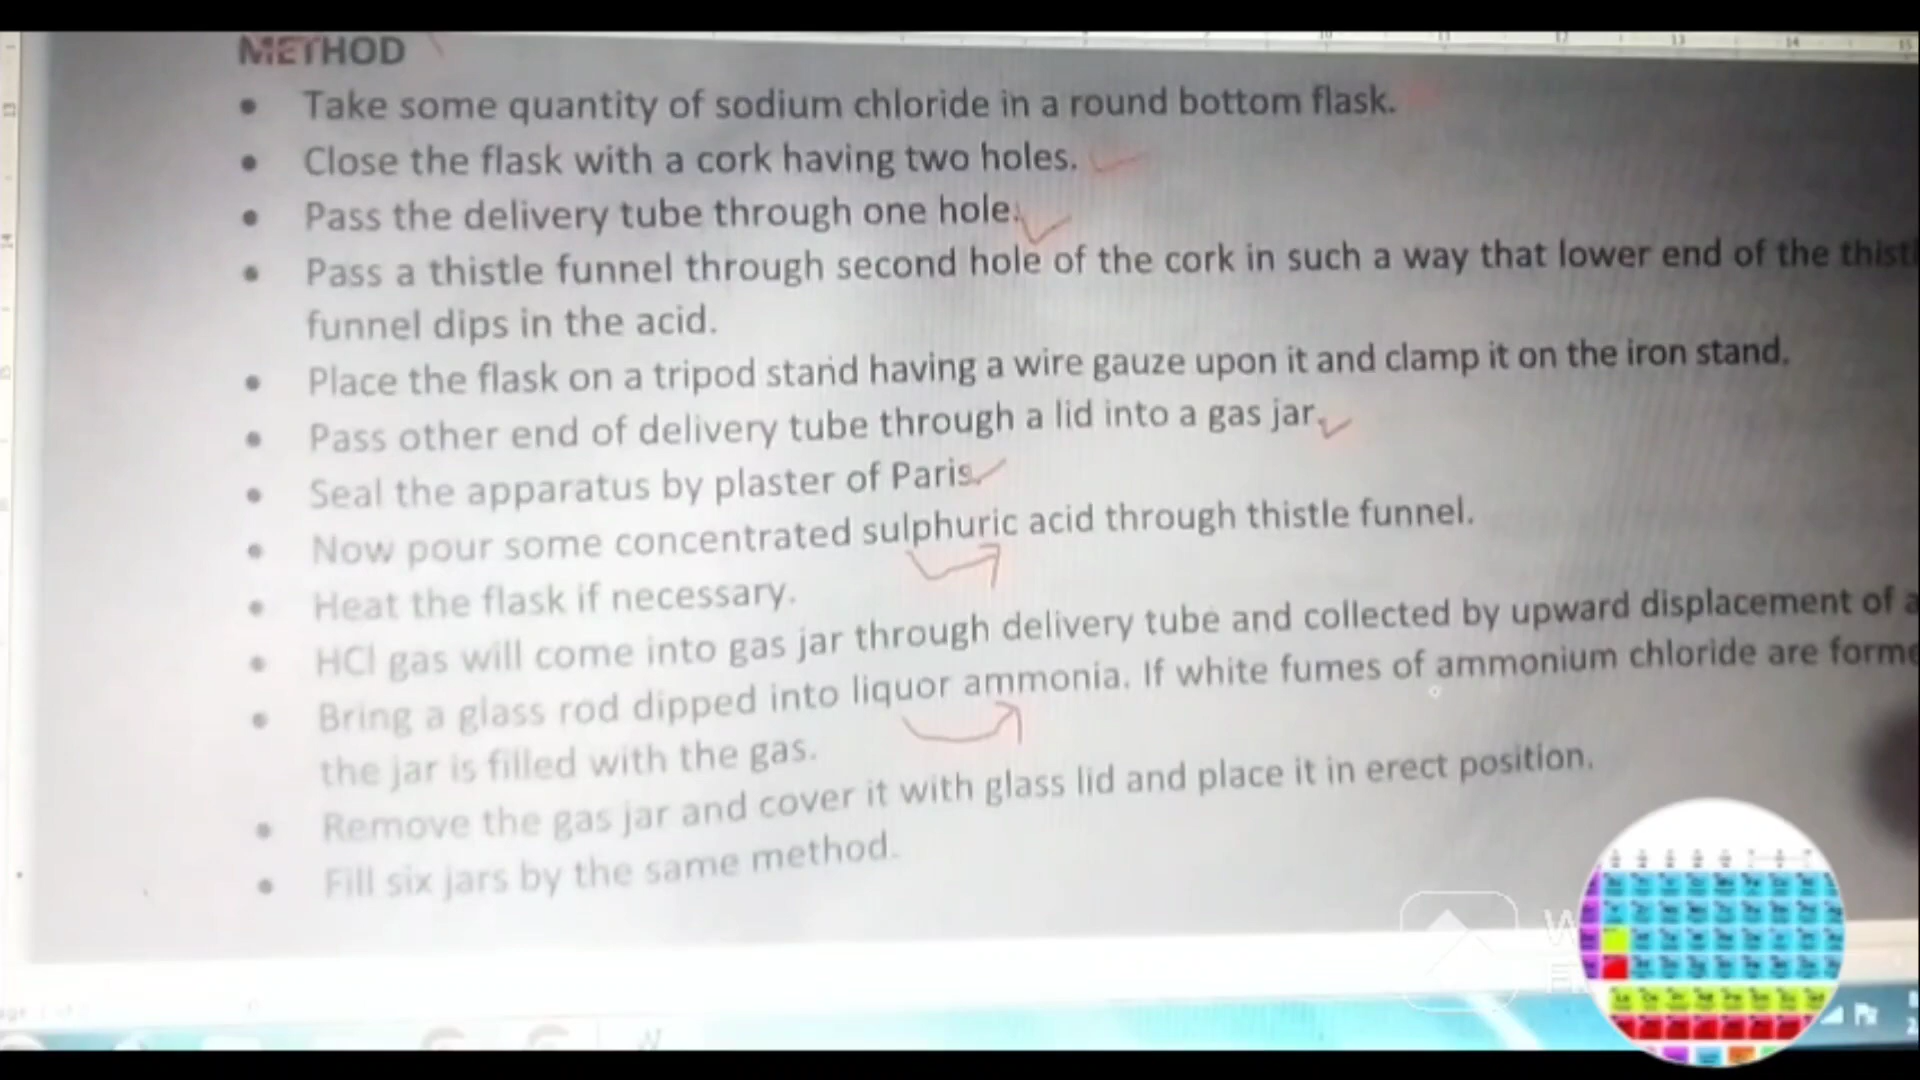 METHOD
• Take some quantity of sodium chloride in a round bottom flask.
• Close the flask with a cork having two holes.
• Pass the delivery tube through one hole.
• Pass a thistle funnel through second hole of the cork in such a way that lower end of the thistl
funnel dips in the acid.
• Place the flask on a tripod stand having a wire gauze upon it and clamp it on the iron stand.
• Pass other end of delivery tube through a lid into a gas jar.
• Seal the apparatus by plaster of Paris.
• Now pour some concentrated sulphuric acid through thistle funnel.
• Heat the flask if necessary.
• HCl gas will come into gas jar through delivery tube and collected by upward displacement of a
• Bring a glass rod dipped into liquor ammonia. If white fumes of ammonium chloride are forme
the jar is filled with the gas.
• Remove the gas jar and cover it with glass lid and place it in erect position.
• Fill six jars by the same method.